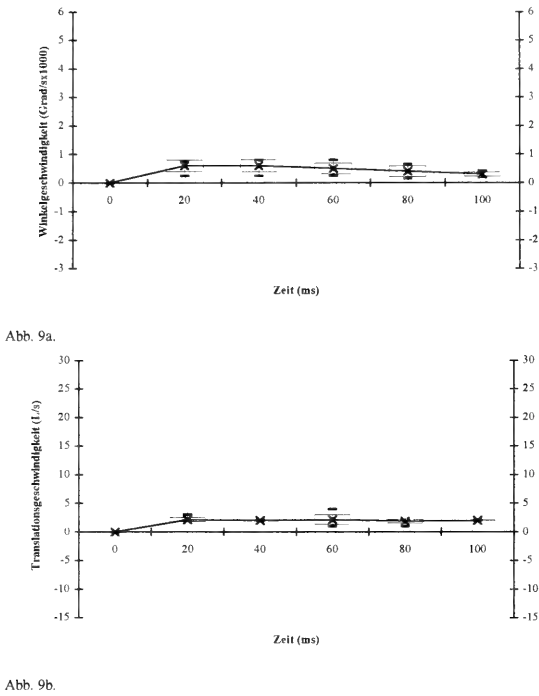 6 6
5 5
4 4
3 3
2 2
1 1
0 0
-1 -1
-2 -2
-3 -3
Winkelgeschwindigkeit (Grad/sx1000)
0 20 40 60 80 100
Zeit (ms)
Abb. 9a.
30 30
25 25
20 20
15 15
10 10
5 5
0 0
-5 -5
-10 -10
-15 -15
Translationsgeschwindigkeit (L/s)
0 20 40 60 80 100
Zeit (ms)
Abb. 9b.